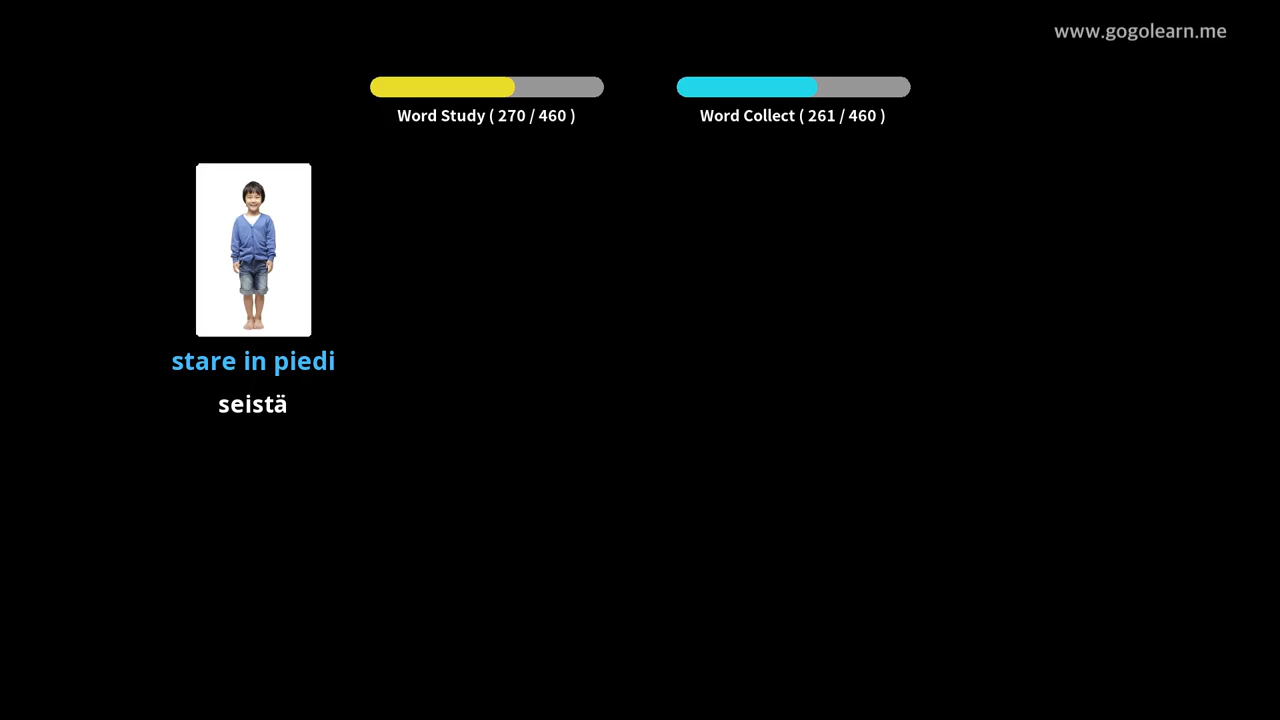 www.gogolearn.me
Word Study ( 270 / 460 )
Word Collect ( 261 / 460 )
stare in piedi
seistä